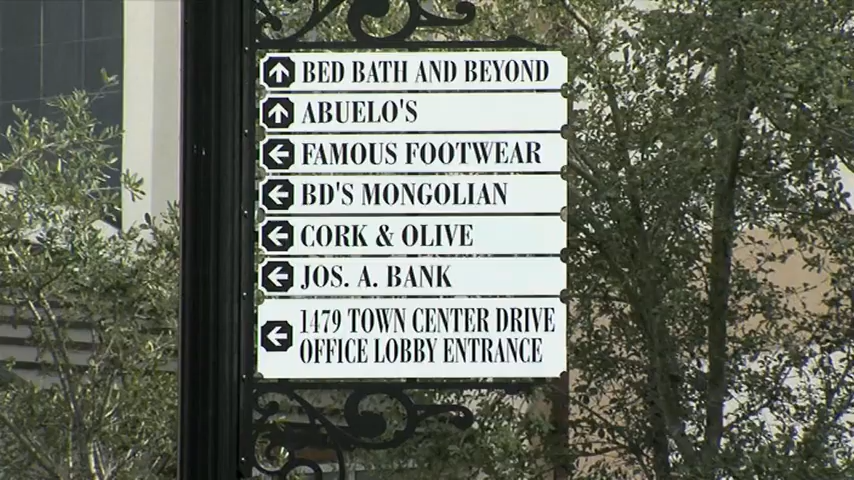 BED BATH AND BEYOND
ABUELO'S
FAMOUS FOOTWEAR
BD'S MONGOLIAN
CORK & OLIVE
JOS. A. BANK
1479 TOWN CENTER DRIVE
OFFICE LOBBY ENTRANCE